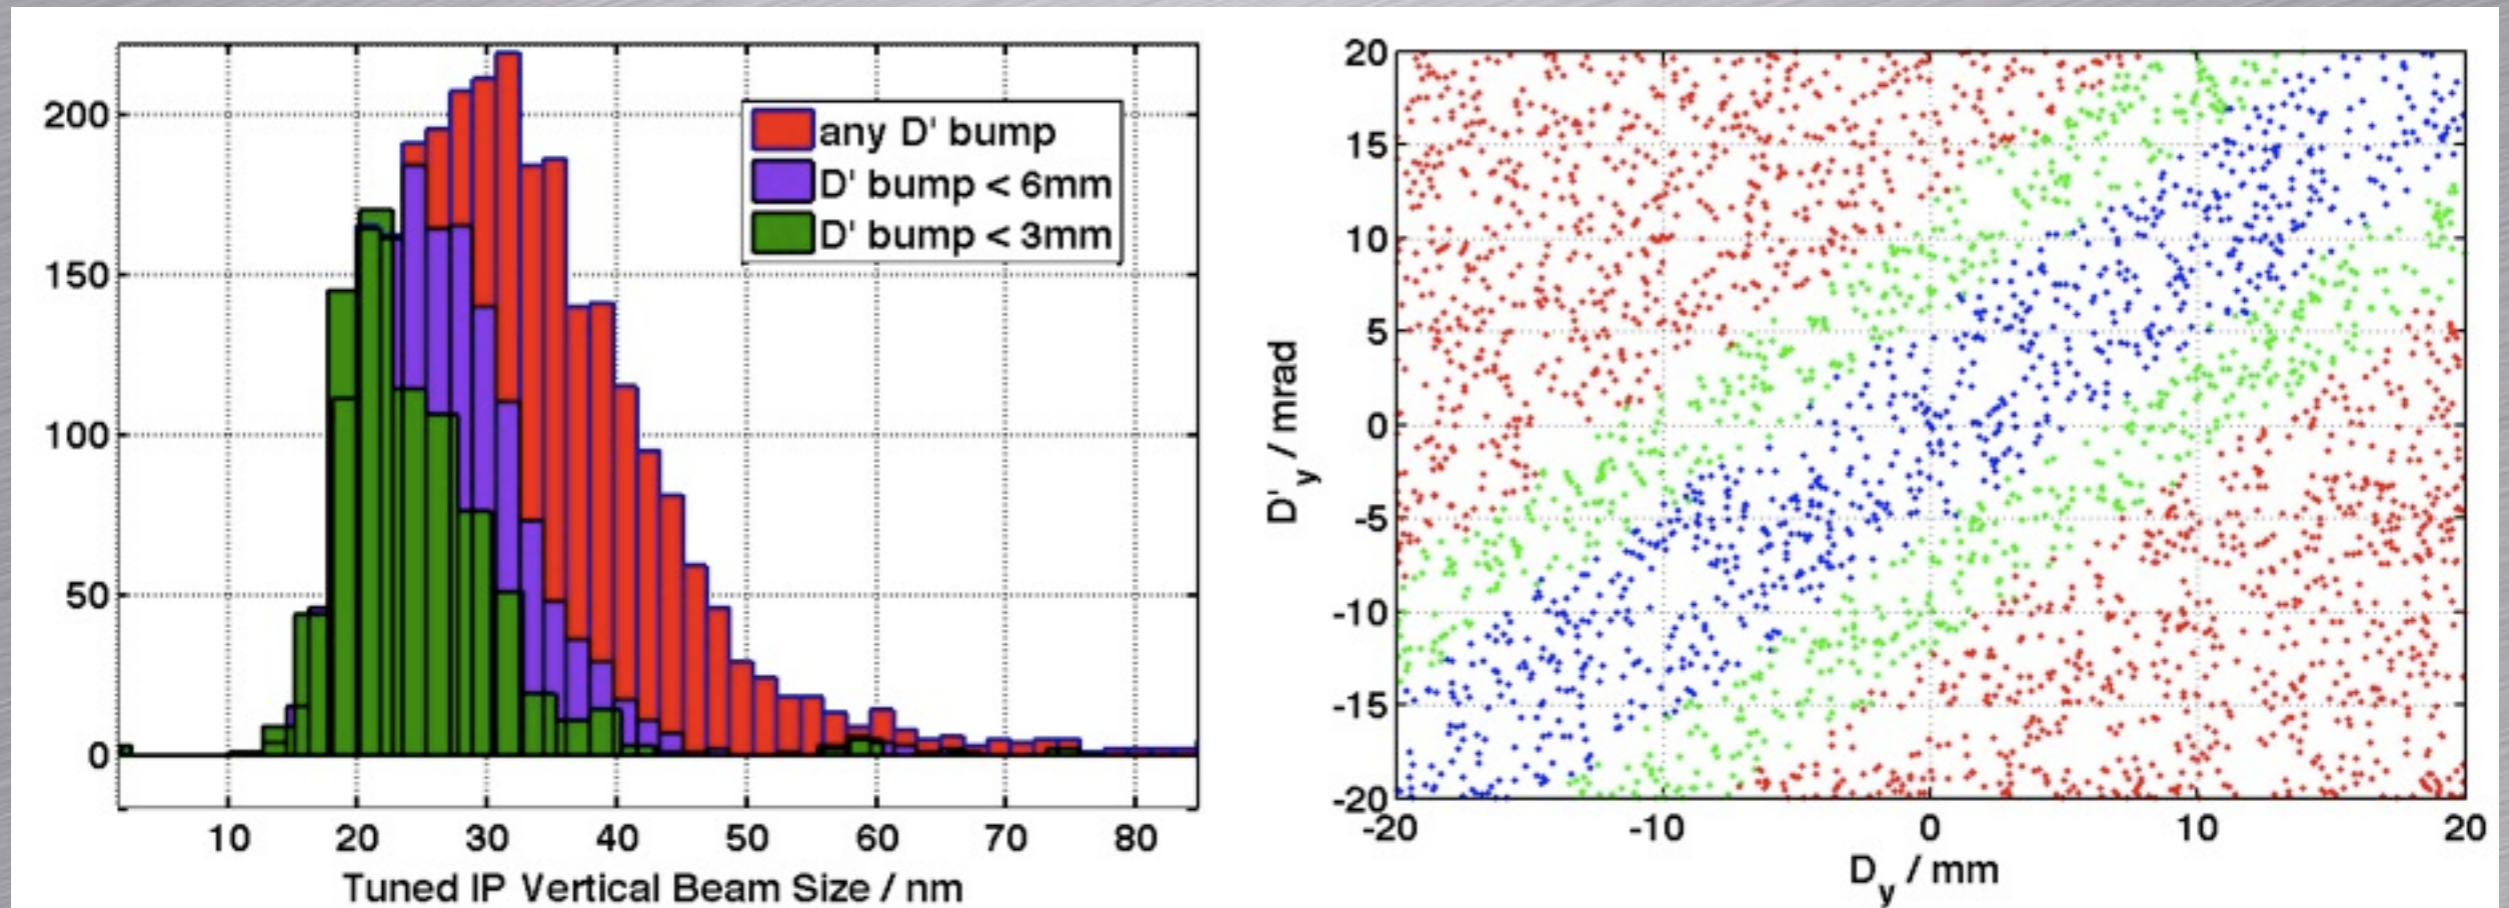 200
150
100
50
0
10 20 30 40 50 60 70 80
Tuned IP Vertical Beam Size / nm
any D' bump
D' bump < 6mm
D' bump < 3mm
20
15
10
5
0
-5
-10
-15
-20
-20 -10 0 10 20
D'y / mrad
Dy / mm